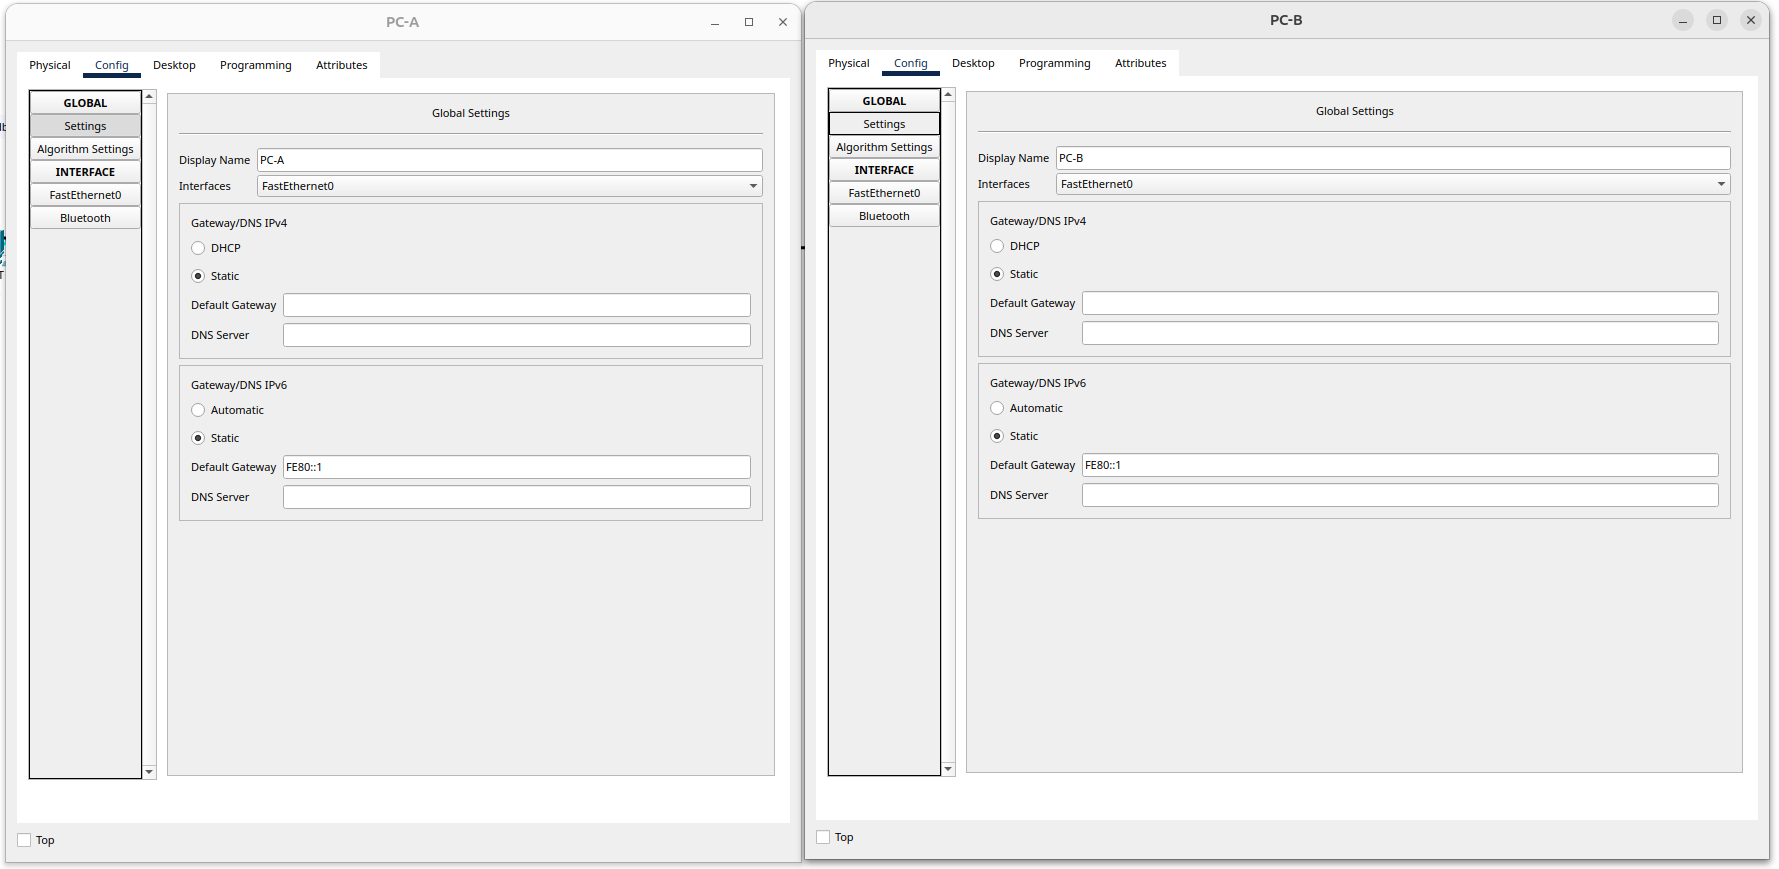 PC-A
Physical Config Desktop Programming Attributes
GLOBAL
Settings
Algorithm Settings
INTERFACE
FastEthernet0
Bluetooth
Global Settings
Display Name PC-A
Interfaces FastEthernet0
Gateway/DNS IPv4
DHCP
Static
Default Gateway
DNS Server
Gateway/DNS IPv6
Automatic
Static
Default Gateway FE80::1
DNS Server
Top
PC-B
Physical Config Desktop Programming Attributes
GLOBAL
Settings
Algorithm Settings
INTERFACE
FastEthernet0
Bluetooth
Global Settings
Display Name PC-B
Interfaces FastEthernet0
Gateway/DNS IPv4
DHCP
Static
Default Gateway
DNS Server
Gateway/DNS IPv6
Automatic
Static
Default Gateway FE80::1
DNS Server
Top